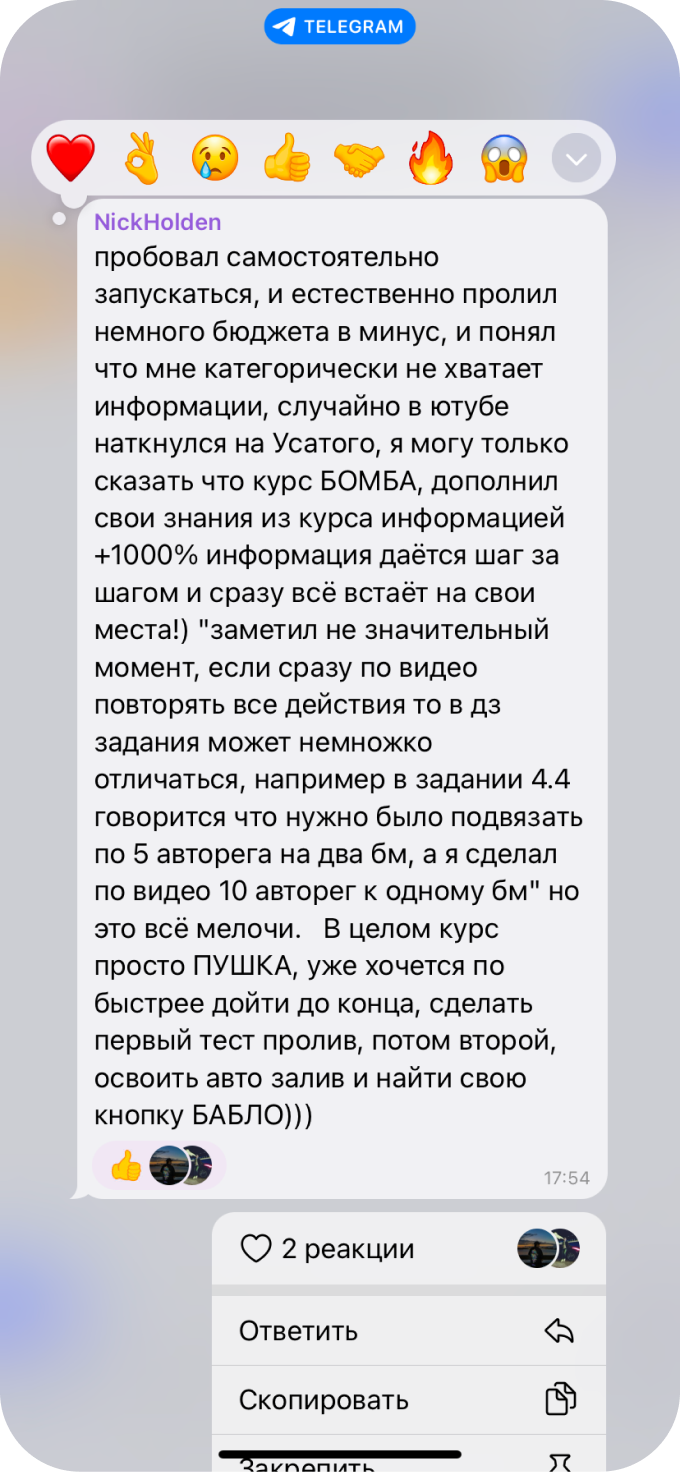 TELEGRAM
NickHolden
пробовал самостоятельно
запускаться, и естественно пролил
немного бюджета в минус, и понял
что мне категорически не хватает
информации, случайно в ютубе
наткнулся на Усатого, я могу только
сказать что курс БОМБА, дополнил
свои знания из курса информацией
+1000% информация даётся шаг за
шагом и сразу всё встаёт на свои
места!) "заметил не значительный
момент, если сразу по видео
повторять все действия то в дз
задания может немножко
отличаться, например в задании 4.4
говорится что нужно было подвязать
по 5 авторега на два бм, а я сделал
по видео 10 авторег к одному бм" но
это всё мелочи.   В целом курс
просто ПУШКА, уже хочется по
быстрее дойти до конца, сделать
первый тест пролив, потом второй,
освоить авто залив и найти свою
кнопку БАБЛО)))
17:54
2 реакции
Ответить
Скопировать
Закрепить